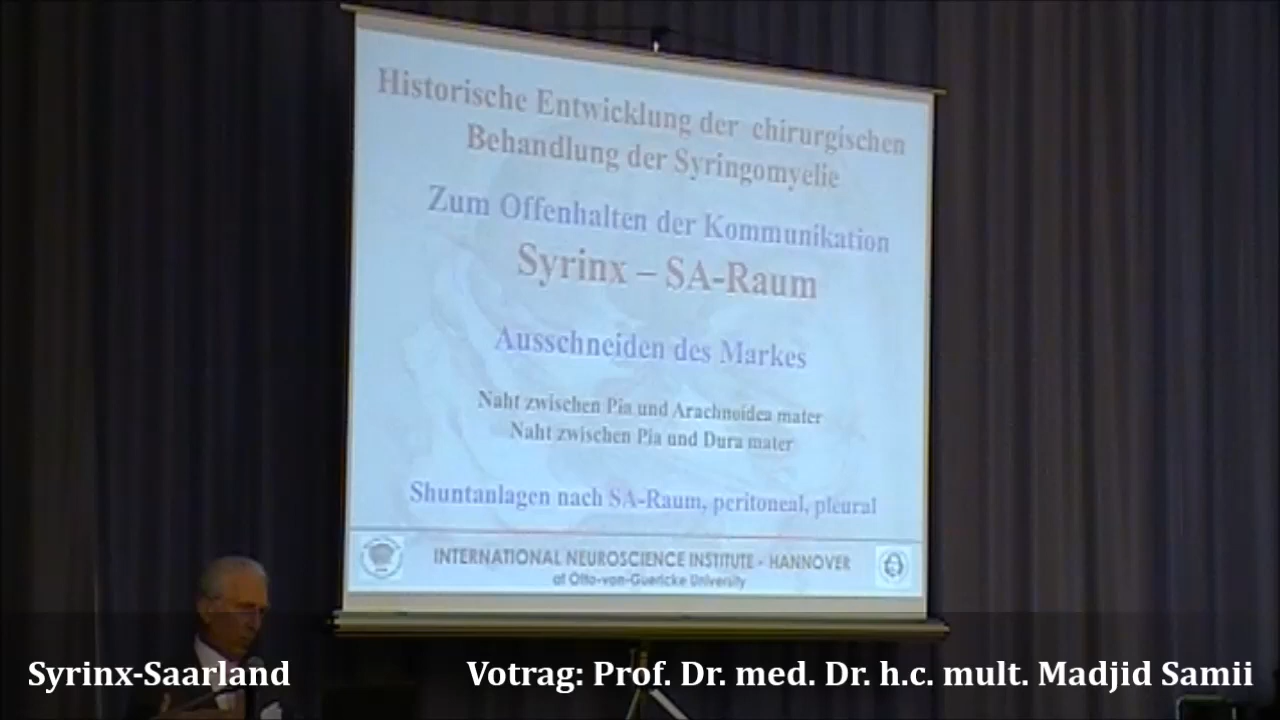 Historische Entwicklung der chirurgischen
Behandlung der Syringomyelie
Zum Offenhalten der Kommunikation
Syrinx – SA-Raum
Ausschneiden des Markes
Naht zwischen Pia und Arachnoidea mater
Naht zwischen Pia und Dura mater
Shuntanlagen nach SA-Raum, peritoneal, pleural
INTERNATIONAL NEUROSCIENCE INSTITUTE - HANNOVER
at Otto-von-Guericke University
Syrinx-Saarland
Votrag: Prof. Dr. med. Dr. h.c. mult. Madjid Samii